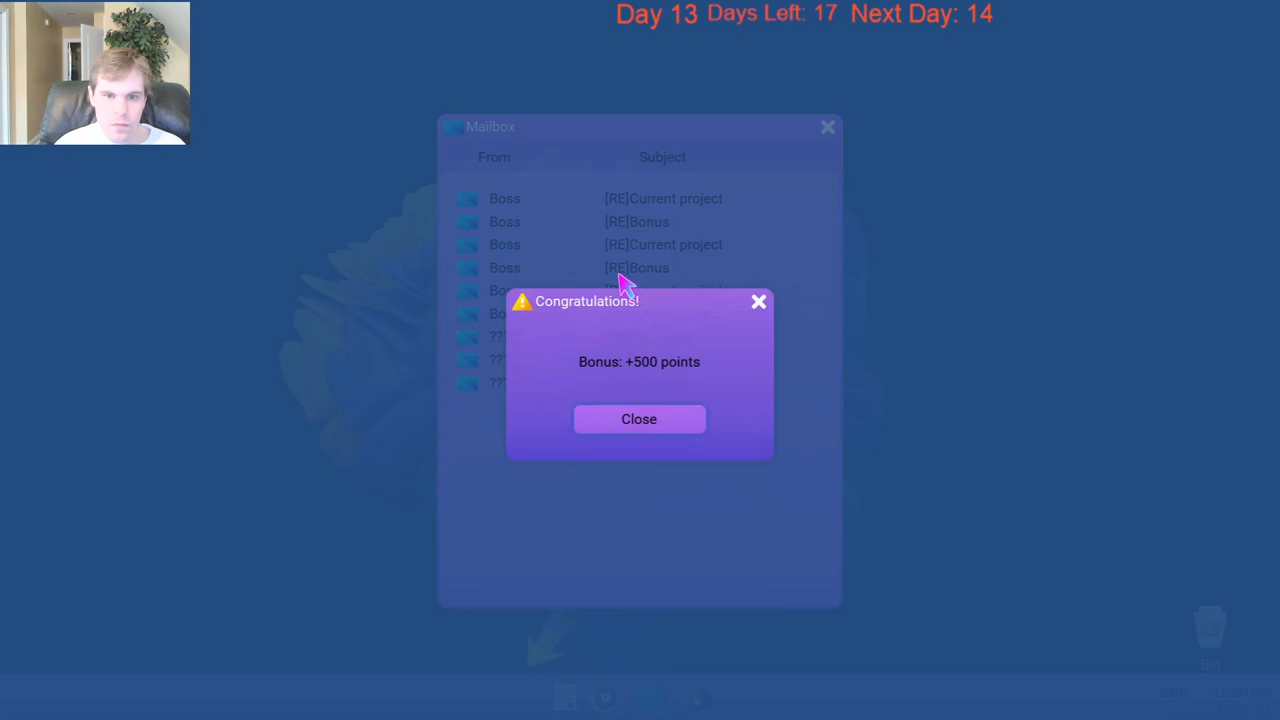 Day 13 Days Left: 17 Next Day: 14
Mailbox
From Subject
Boss [RE]Current project
Boss [RE]Bonus
Boss [RE]Current project
Boss [RE]Bonus
Congratulations!
Bonus: +500 points
Close
Bin